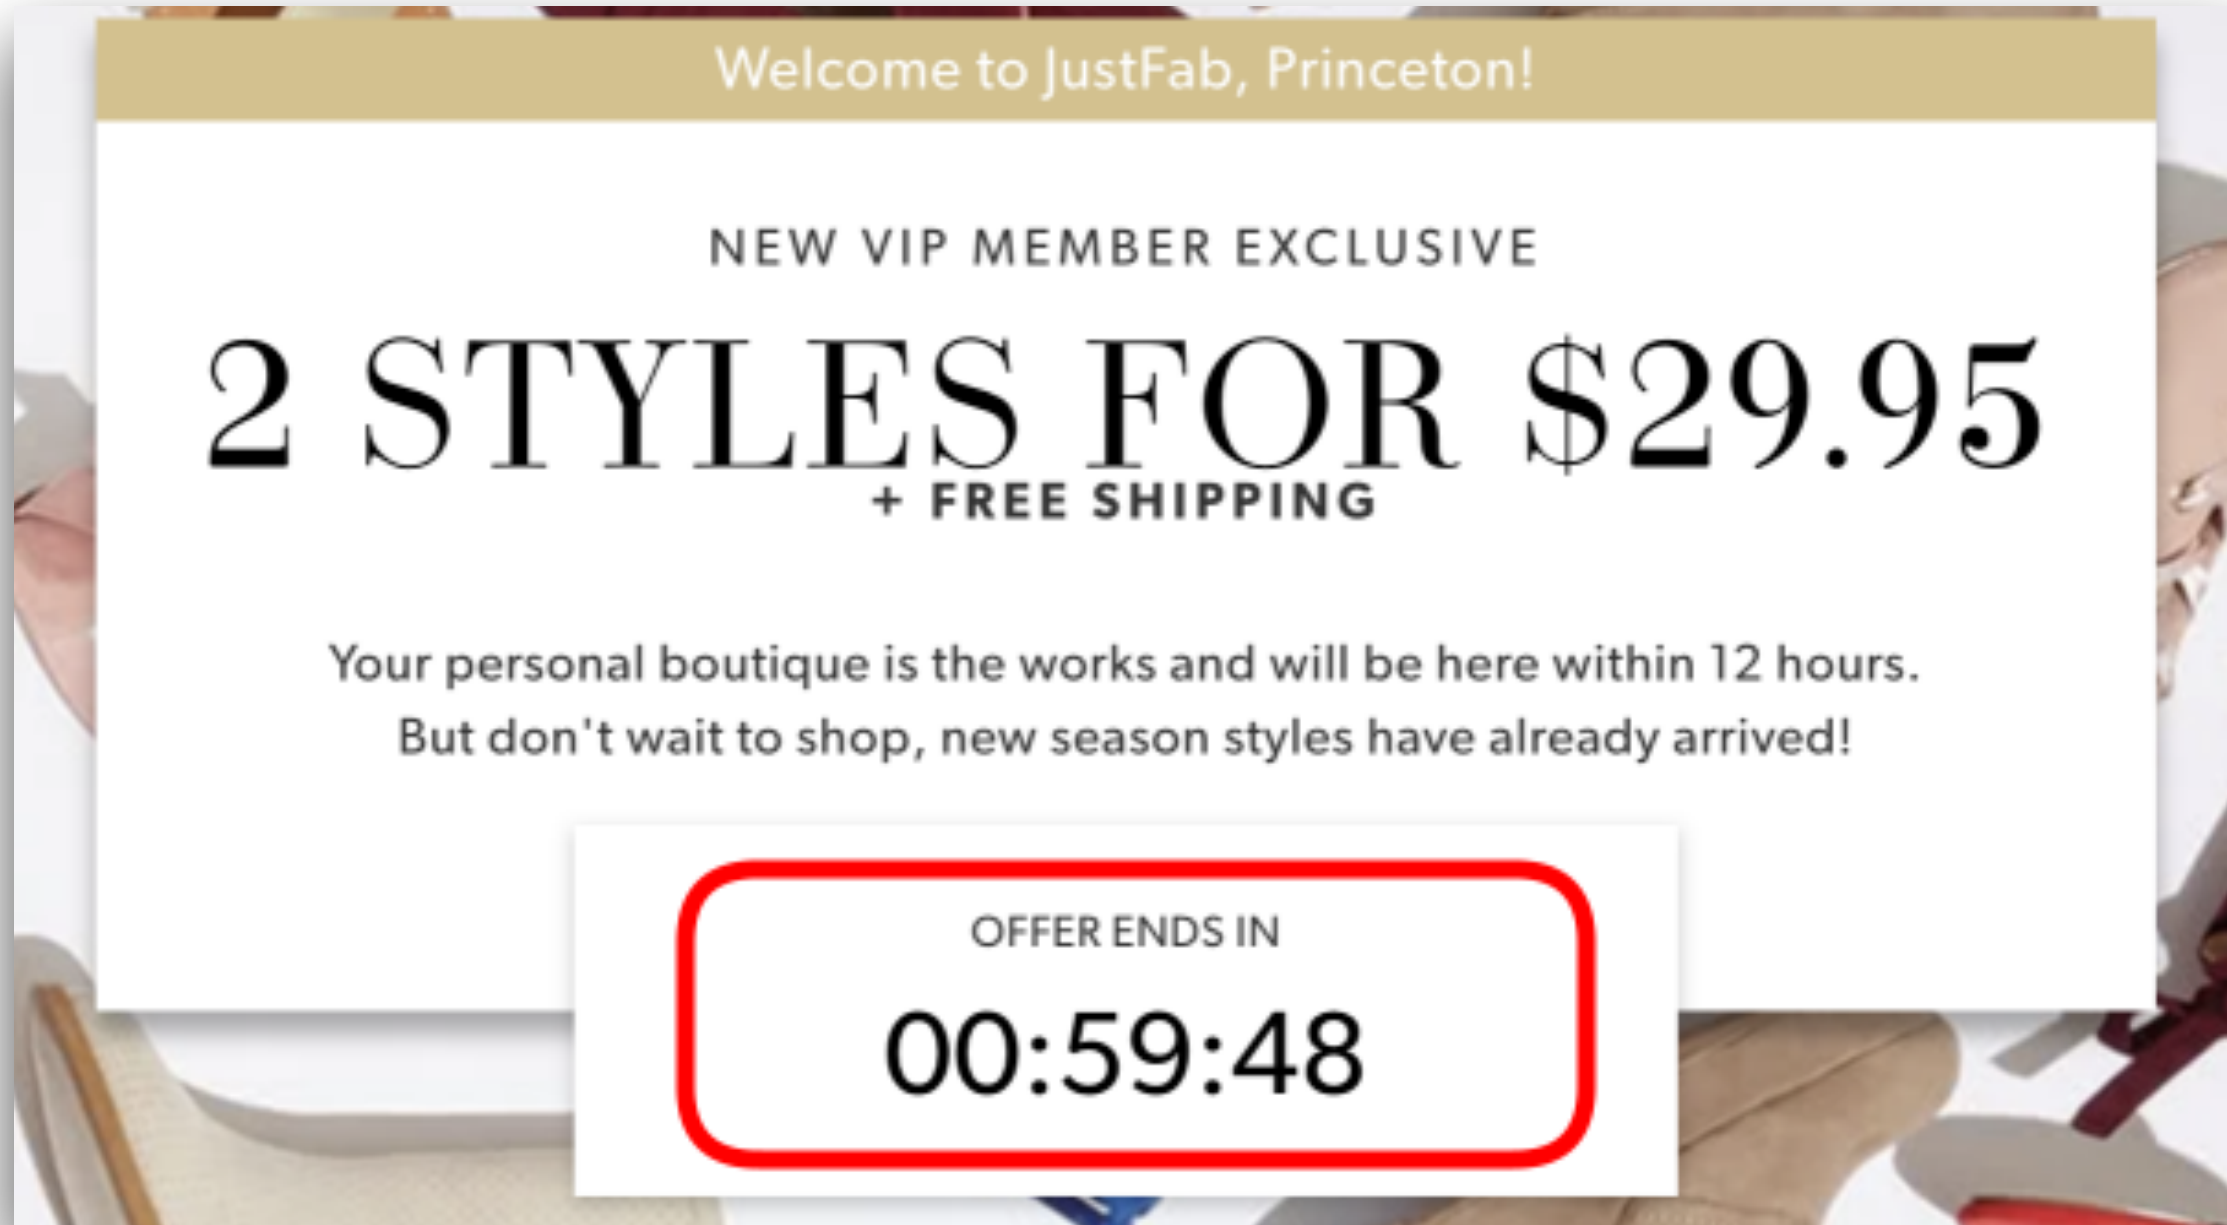 Welcome to JustFab, Princeton!
NEW VIP MEMBER EXCLUSIVE
2 STYLES FOR $29.95
+ FREE SHIPPING
Your personal boutique is the works and will be here within 12 hours.
But don't wait to shop, new season styles have already arrived!
OFFER ENDS IN
00:59:48